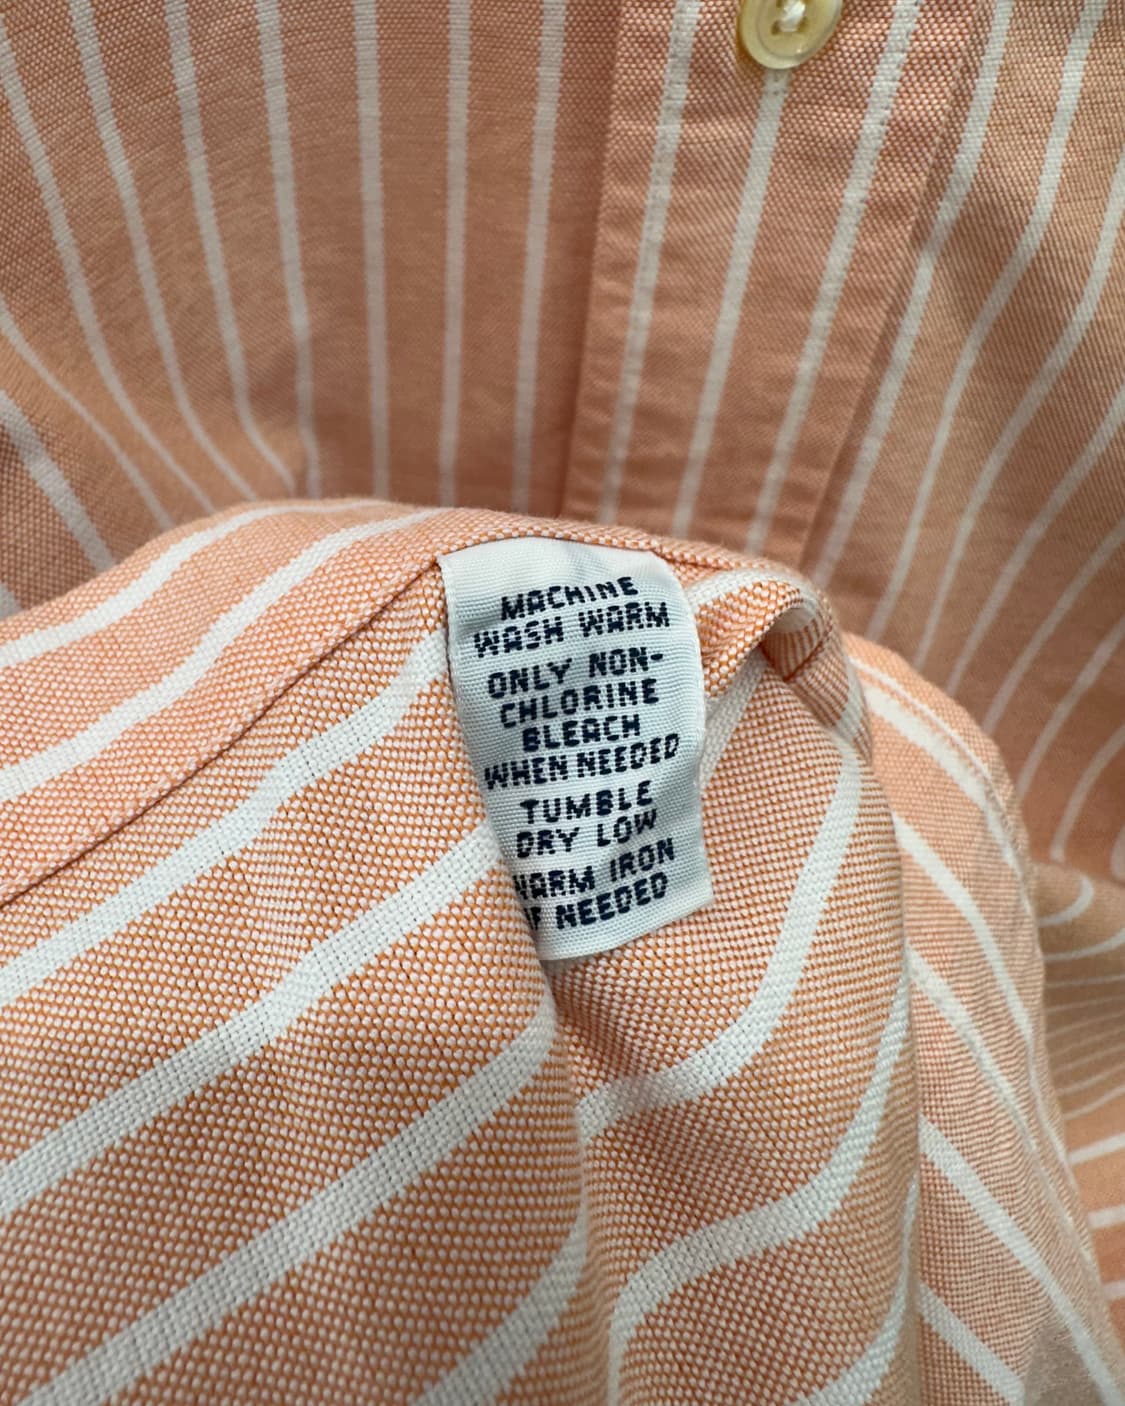 MACHINE
WASH WARM
ONLY NON-
CHLORINE
BLEACH
WHEN NEEDED
TUMBLE
DRY LOW
WARM IRON
IF NEEDED